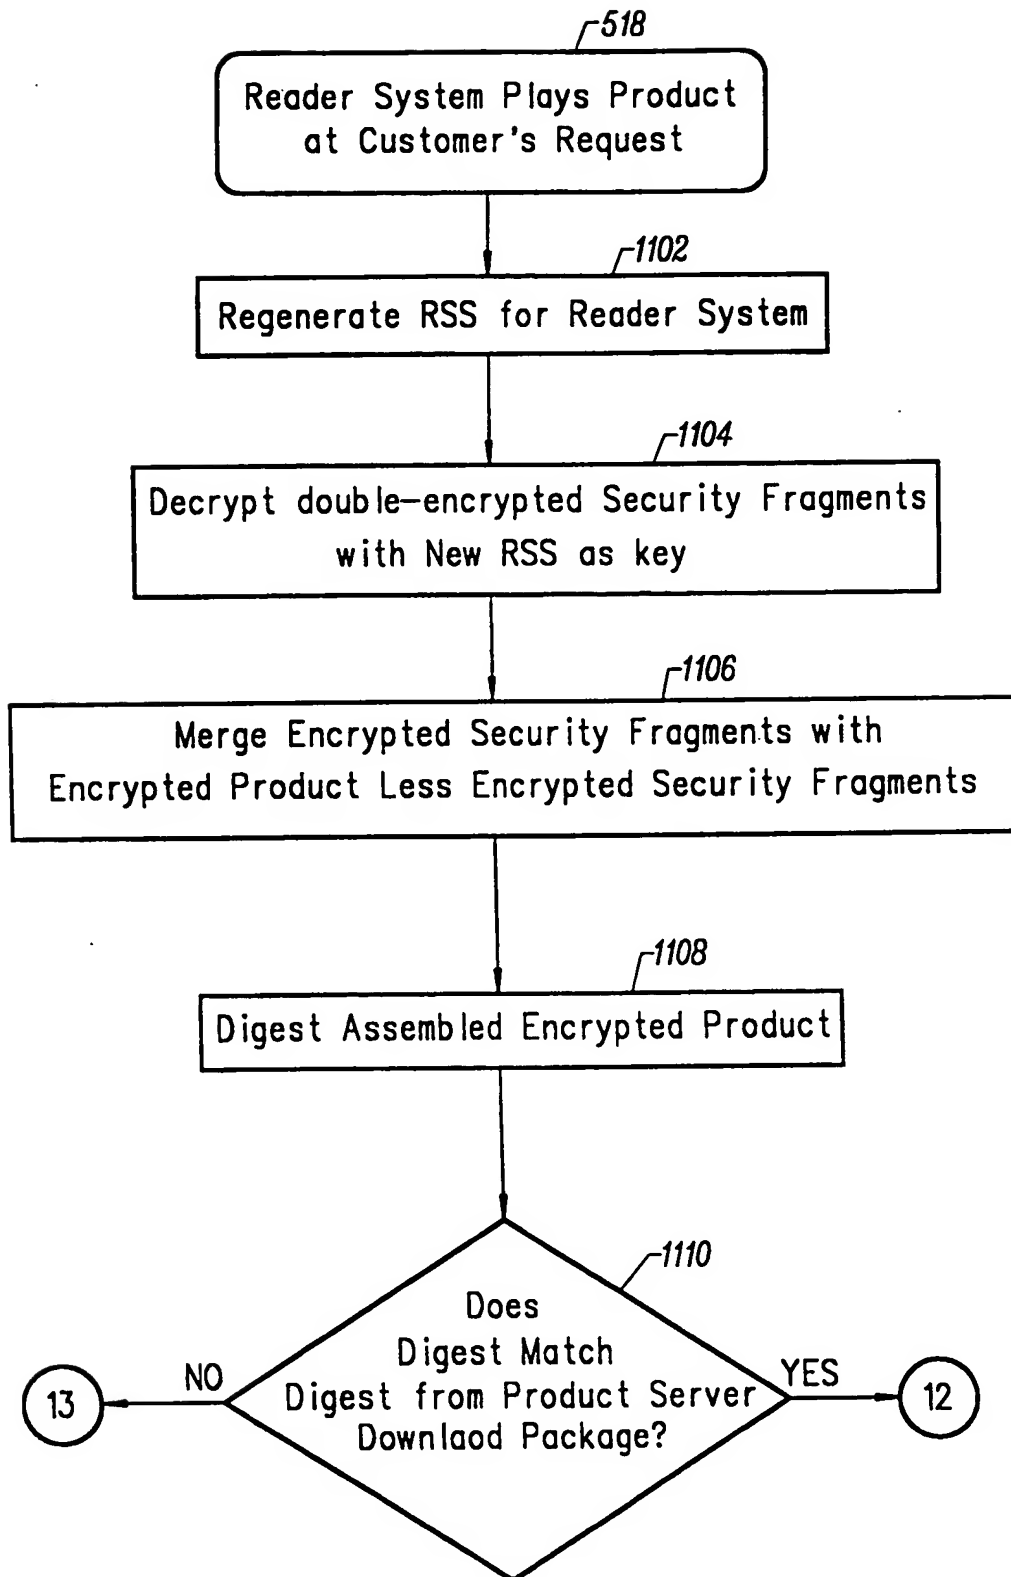 518
Reader System Plays Product
at Customer's Request
1102
Regenerate RSS for Reader System
1104
Decrypt double-encrypted Security Fragments
with New RSS as key
1106
Merge Encrypted Security Fragments with
Encrypted Product Less Encrypted Security Fragments
1108
Digest Assembled Encrypted Product
1110
Does
Digest Match
Digest from Product Server
Downlaod Package?
NO
YES
13
12